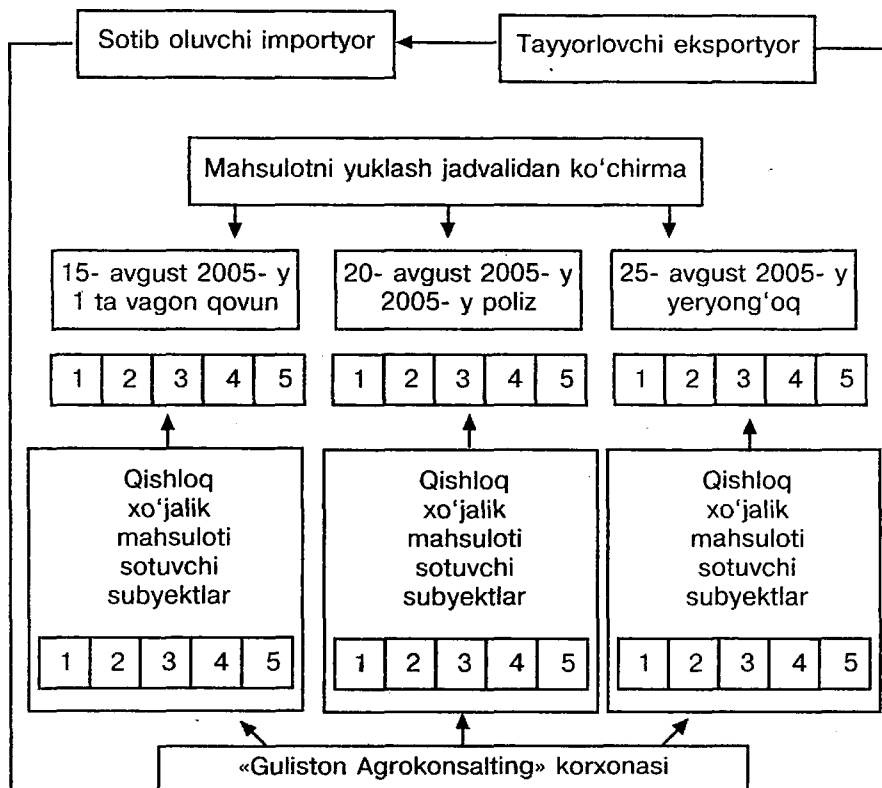 Sotib oluvchi importyor
Tayyorlovchi eksportyor
Mahsulotni yuklash jadvalidan ko‘chirma
15- avgust 2005- y
1 ta vagon qovun
20- avgust 2005- y
2005- y poliz
25- avgust 2005- y
yeryong‘oq
1 2 3 4 5
1 2 3 4 5
1 2 3 4 5
Qishloq
xo‘jalik
mahsuloti
sotuvchi
subyektlar
1 2 3 4 5
Qishloq
xo‘jalik
mahsuloti
sotuvchi
subyektlar
1 2 3 4 5
Qishloq
xo‘jalik
mahsuloti
sotuvchi
subyektlar
1 2 3 4 5
«Guliston Agrokonsalting» korxonasi